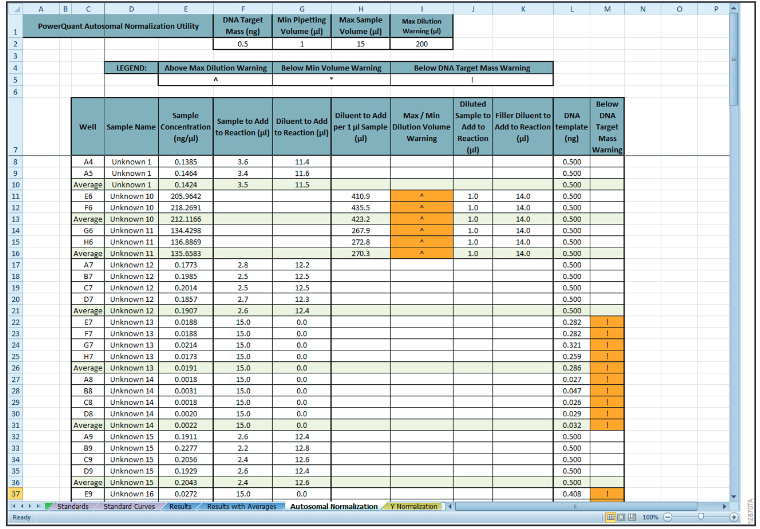 A B C D E F G H I J K L M N O P
1 PowerQuant Autosomal Normalization Utility DNA Target Mass (ng) Min Pipetting Volume (µl) Max Sample Volume (µl) Max Dilution Warning (µl)
2 0.5 1 15 200
3
4 LEGEND: Above Max Dilution Warning Below Min Volume Warning Below DNA Target Mass Warning
5 ^ * !
6
7 Well Sample Name Sample Concentration (ng/µl) Sample to Add to Reaction (µl) Diluent to Add to Reaction (µl) Diluent to Add per 1 µl Sample (µl) Max / Min Dilution Volume Warning Diluted Sample to Add to Reaction (µl) Filler Diluent to Add to Reaction (µl) DNA template (ng) Below DNA Target Mass Warning
8 A4 Unknown 1 0.1385 3.6 11.4 0.500
9 A5 Unknown 1 0.1464 3.4 11.6 0.500
10 Average Unknown 1 0.1424 3.5 11.5 0.500
11 E6 Unknown 10 205.9642 410.9 ^ 1.0 14.0 0.500
12 F6 Unknown 10 218.2691 435.5 ^ 1.0 14.0 0.500
13 Average Unknown 10 212.1166 423.2 ^ 1.0 14.0 0.500
14 G6 Unknown 11 134.4298 267.9 ^ 1.0 14.0 0.500
15 H6 Unknown 11 136.8869 272.8 ^ 1.0 14.0 0.500
16 Average Unknown 11 135.6583 270.3 ^ 1.0 14.0 0.500
17 A7 Unknown 12 0.1773 2.8 12.2 0.500
18 B7 Unknown 12 0.1985 2.5 12.5 0.500
19 C7 Unknown 12 0.2014 2.5 12.5 0.500
20 D7 Unknown 12 0.1857 2.7 12.3 0.500
21 Average Unknown 12 0.1907 2.6 12.4 0.500
22 E7 Unknown 13 0.0188 15.0 0.0 0.282 !
23 F7 Unknown 13 0.0188 15.0 0.0 0.282 !
24 G7 Unknown 13 0.0214 15.0 0.0 0.321 !
25 H7 Unknown 13 0.0173 15.0 0.0 0.259 !
26 Average Unknown 13 0.0191 15.0 0.0 0.286 !
27 A8 Unknown 14 0.0018 15.0 0.0 0.027 !
28 B8 Unknown 14 0.0031 15.0 0.0 0.047 !
29 C8 Unknown 14 0.0018 15.0 0.0 0.026 !
30 D8 Unknown 14 0.0020 15.0 0.0 0.029 !
31 Average Unknown 14 0.0022 15.0 0.0 0.032 !
32 A9 Unknown 15 0.1911 2.6 12.4 0.500
33 B9 Unknown 15 0.2277 2.2 12.8 0.500
34 C9 Unknown 15 0.2056 2.4 12.6 0.500
35 D9 Unknown 15 0.1929 2.6 12.4 0.500
36 Average Unknown 15 0.2043 2.4 12.6 0.500
37 E9 Unknown 16 0.0272 15.0 0.0 0.408 !
Standards Standard Curves Results Results with Averages Autosomal Normalization Y Normalization
Ready 100%
12870TA